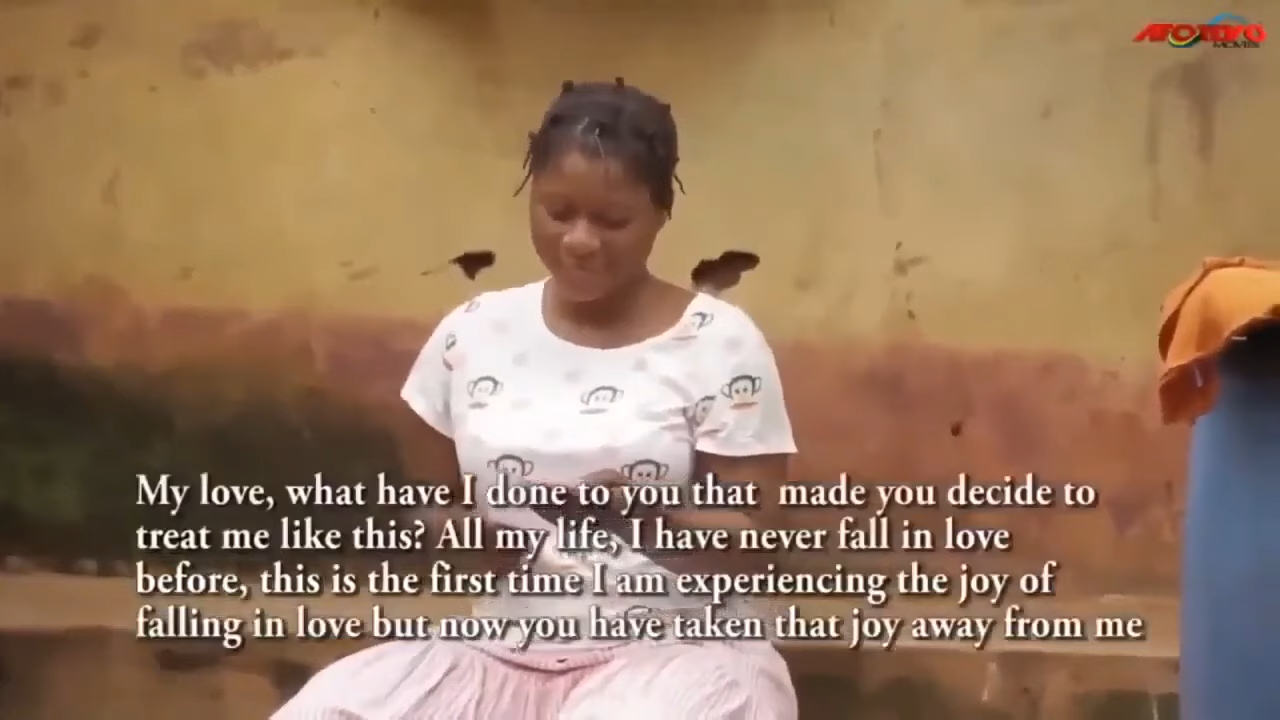 My love, what have I done to you that made you decide to
treat me like this? All my life, I have never fall in love
before, this is the first time I am experiencing the joy of
falling in love but now you have taken that joy away from me